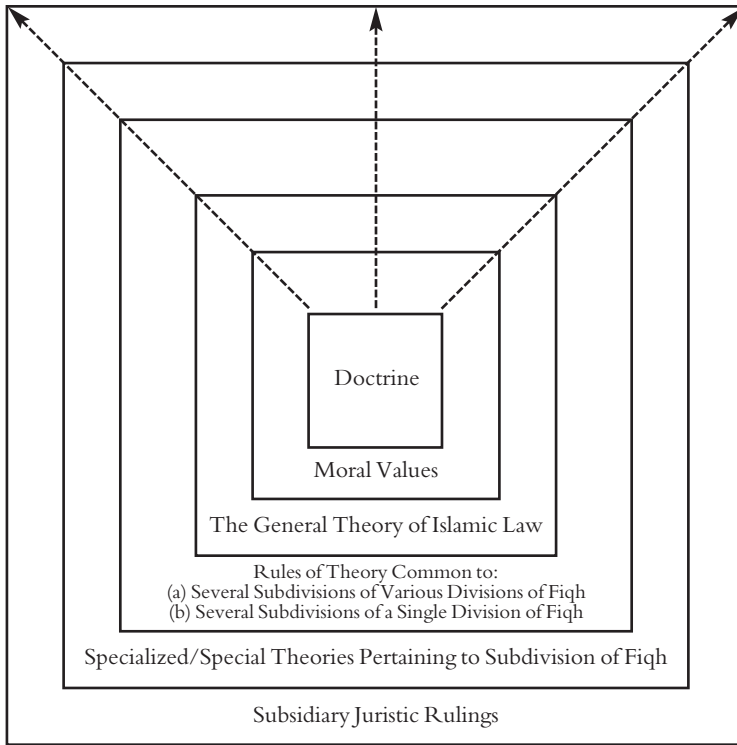 Doctrine
Moral Values
The General Theory of Islamic Law
Rules of Theory Common to:
(a) Several Subdivisions of Various Divisions of Fiqh
(b) Several Subdivisions of a Single Division of Fiqh
Specialized/Special Theories Pertaining to Subdivision of Fiqh
Subsidiary Juristic Rulings